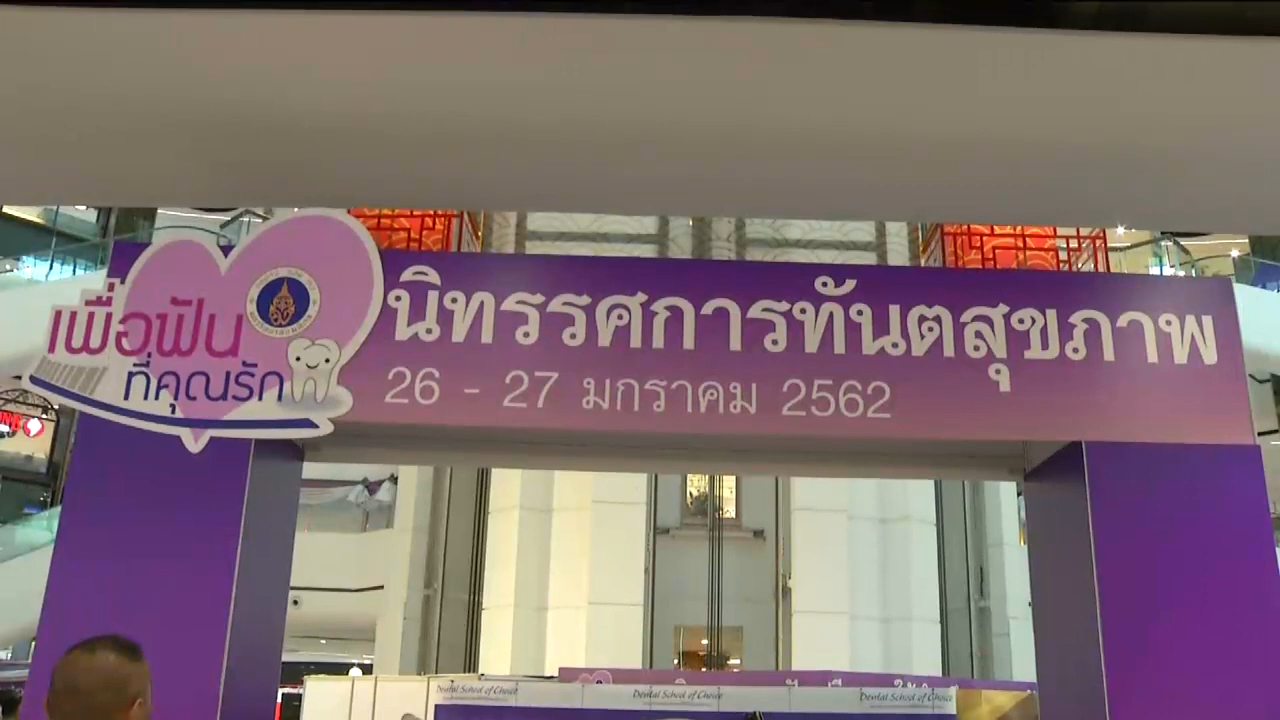 เพื่อฟัน
ที่คุณรัก
นิทรรศการทันตสุขภาพ
26 - 27 มกราคม 2562
Dental School of Choice
Dental School of Choice
Dental School of Choice